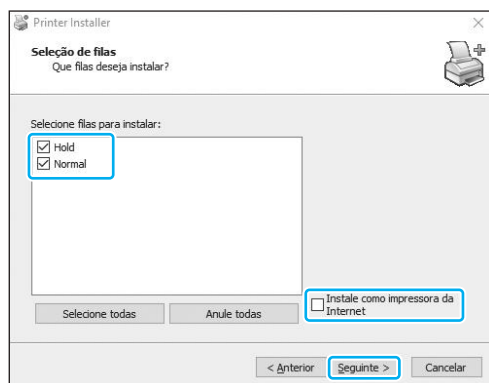 Printer Installer
Seleção de filas
Que filas deseja instalar?
Selecione filas para instalar:
Hold
Normal
Instale como impressora da
Internet
Selecione todas
Anule todas
< Anterior
Seguinte >
Cancelar